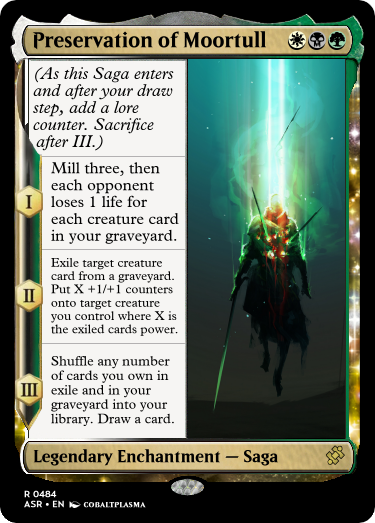 Preservation of Moortull
(As this Saga enters
and after your draw
step, add a lore
counter. Sacrifice
after III.)
I
Mill three, then
each opponent
loses 1 life for
each creature card
in your graveyard.
II
Exile target creature
card from a graveyard.
Put X +1/+1 counters
onto target creature
you control where X is
the exiled cards power.
III
Shuffle any number
of cards you own in
exile and in your
graveyard into your
library. Draw a card.
Legendary Enchantment — Saga
R 0484
ASR • EN COBALTPLASMA